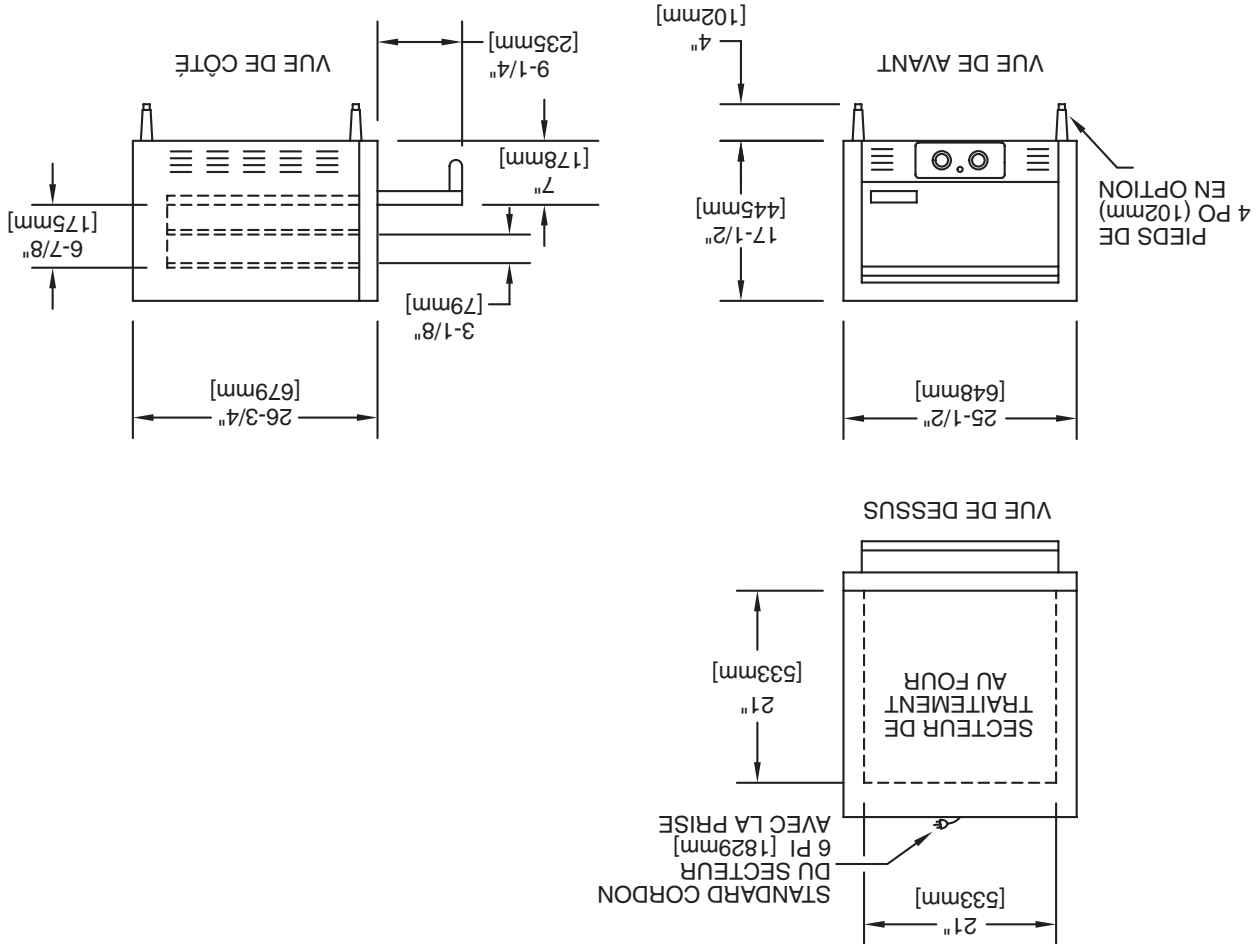 21"
[533mm]
STANDARD CORDON
DU SECTEUR
6 PI [1829mm]
AVEC LA PRISE
SECTEUR DE
TRAITEMENT
AU FOUR
21"
[533mm]
VUE DE DESSUS
25-1/2"
[648mm]
PIEDS DE
4 PO (102mm)
EN OPTION
17-1/2"
[445mm]
4"
[102mm]
VUE DE AVANT
26-3/4"
[679mm]
3-1/8"
[79mm]
6-7/8"
[175mm]
7"
[178mm]
9-1/4"
[235mm]
VUE DE CÔTÉ